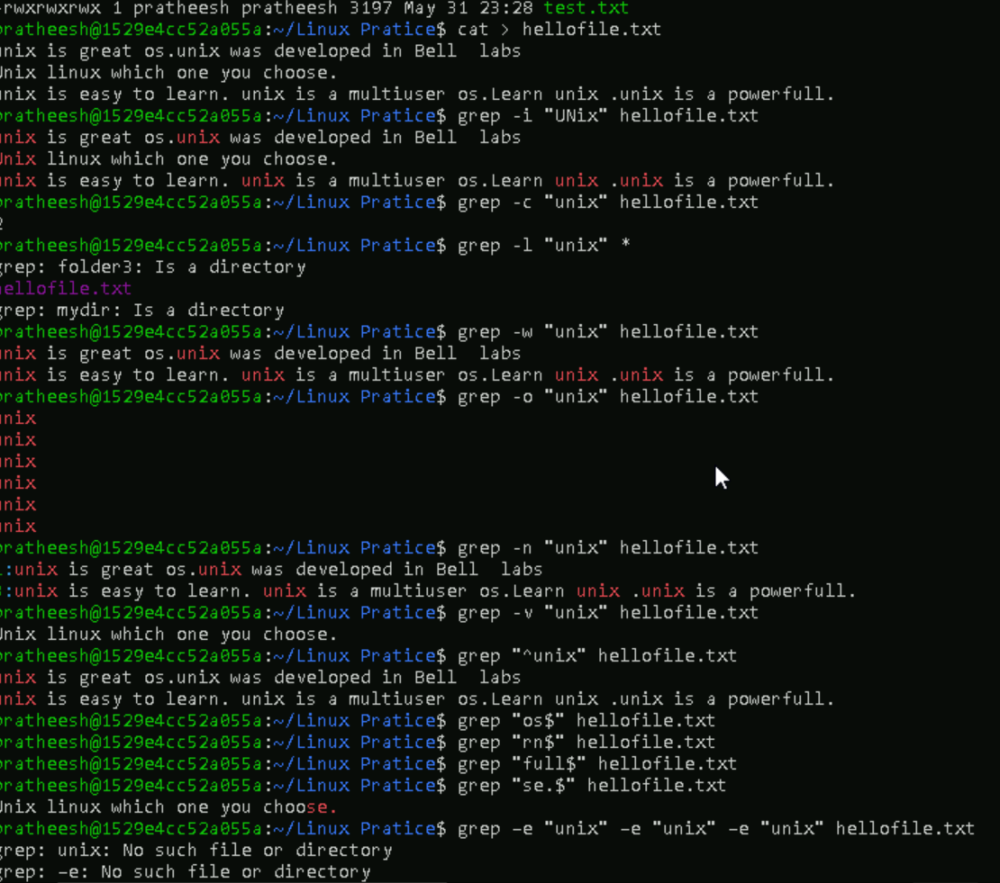 -rwxrwxrwx 1 pratheesh pratheesh 3197 May 31 23:28 test.txt
pratheesh@1529e4cc52a055a:~/Linux Pratice$ cat > hellofile.txt
unix is great os.unix was developed in Bell  labs
Unix linux which one you choose.
unix is easy to learn. unix is a multiuser os.Learn unix .unix is a powerfull.
pratheesh@1529e4cc52a055a:~/Linux Pratice$ grep -i "UNix" hellofile.txt
unix is great os.unix was developed in Bell  labs
Unix linux which one you choose.
unix is easy to learn. unix is a multiuser os.Learn unix .unix is a powerfull.
pratheesh@1529e4cc52a055a:~/Linux Pratice$ grep -c "unix" hellofile.txt
2
pratheesh@1529e4cc52a055a:~/Linux Pratice$ grep -l "unix" *
grep: folder3: Is a directory
hellofile.txt
grep: mydir: Is a directory
pratheesh@1529e4cc52a055a:~/Linux Pratice$ grep -w "unix" hellofile.txt
unix is great os.unix was developed in Bell  labs
unix is easy to learn. unix is a multiuser os.Learn unix .unix is a powerfull.
pratheesh@1529e4cc52a055a:~/Linux Pratice$ grep -o "unix" hellofile.txt
unix
unix
unix
unix
unix
unix
pratheesh@1529e4cc52a055a:~/Linux Pratice$ grep -n "unix" hellofile.txt
1:unix is great os.unix was developed in Bell  labs
3:unix is easy to learn. unix is a multiuser os.Learn unix .unix is a powerfull.
pratheesh@1529e4cc52a055a:~/Linux Pratice$ grep -v "unix" hellofile.txt
Unix linux which one you choose.
pratheesh@1529e4cc52a055a:~/Linux Pratice$ grep "^unix" hellofile.txt
unix is great os.unix was developed in Bell  labs
unix is easy to learn. unix is a multiuser os.Learn unix .unix is a powerfull.
pratheesh@1529e4cc52a055a:~/Linux Pratice$ grep "os$" hellofile.txt
pratheesh@1529e4cc52a055a:~/Linux Pratice$ grep "rn$" hellofile.txt
pratheesh@1529e4cc52a055a:~/Linux Pratice$ grep "full$" hellofile.txt
pratheesh@1529e4cc52a055a:~/Linux Pratice$ grep "se.$" hellofile.txt
Unix linux which one you choose.
pratheesh@1529e4cc52a055a:~/Linux Pratice$ grep –e "unix" –e "unix" –e "unix" hellofile.txt
grep: unix: No such file or directory
grep: –e: No such file or directory